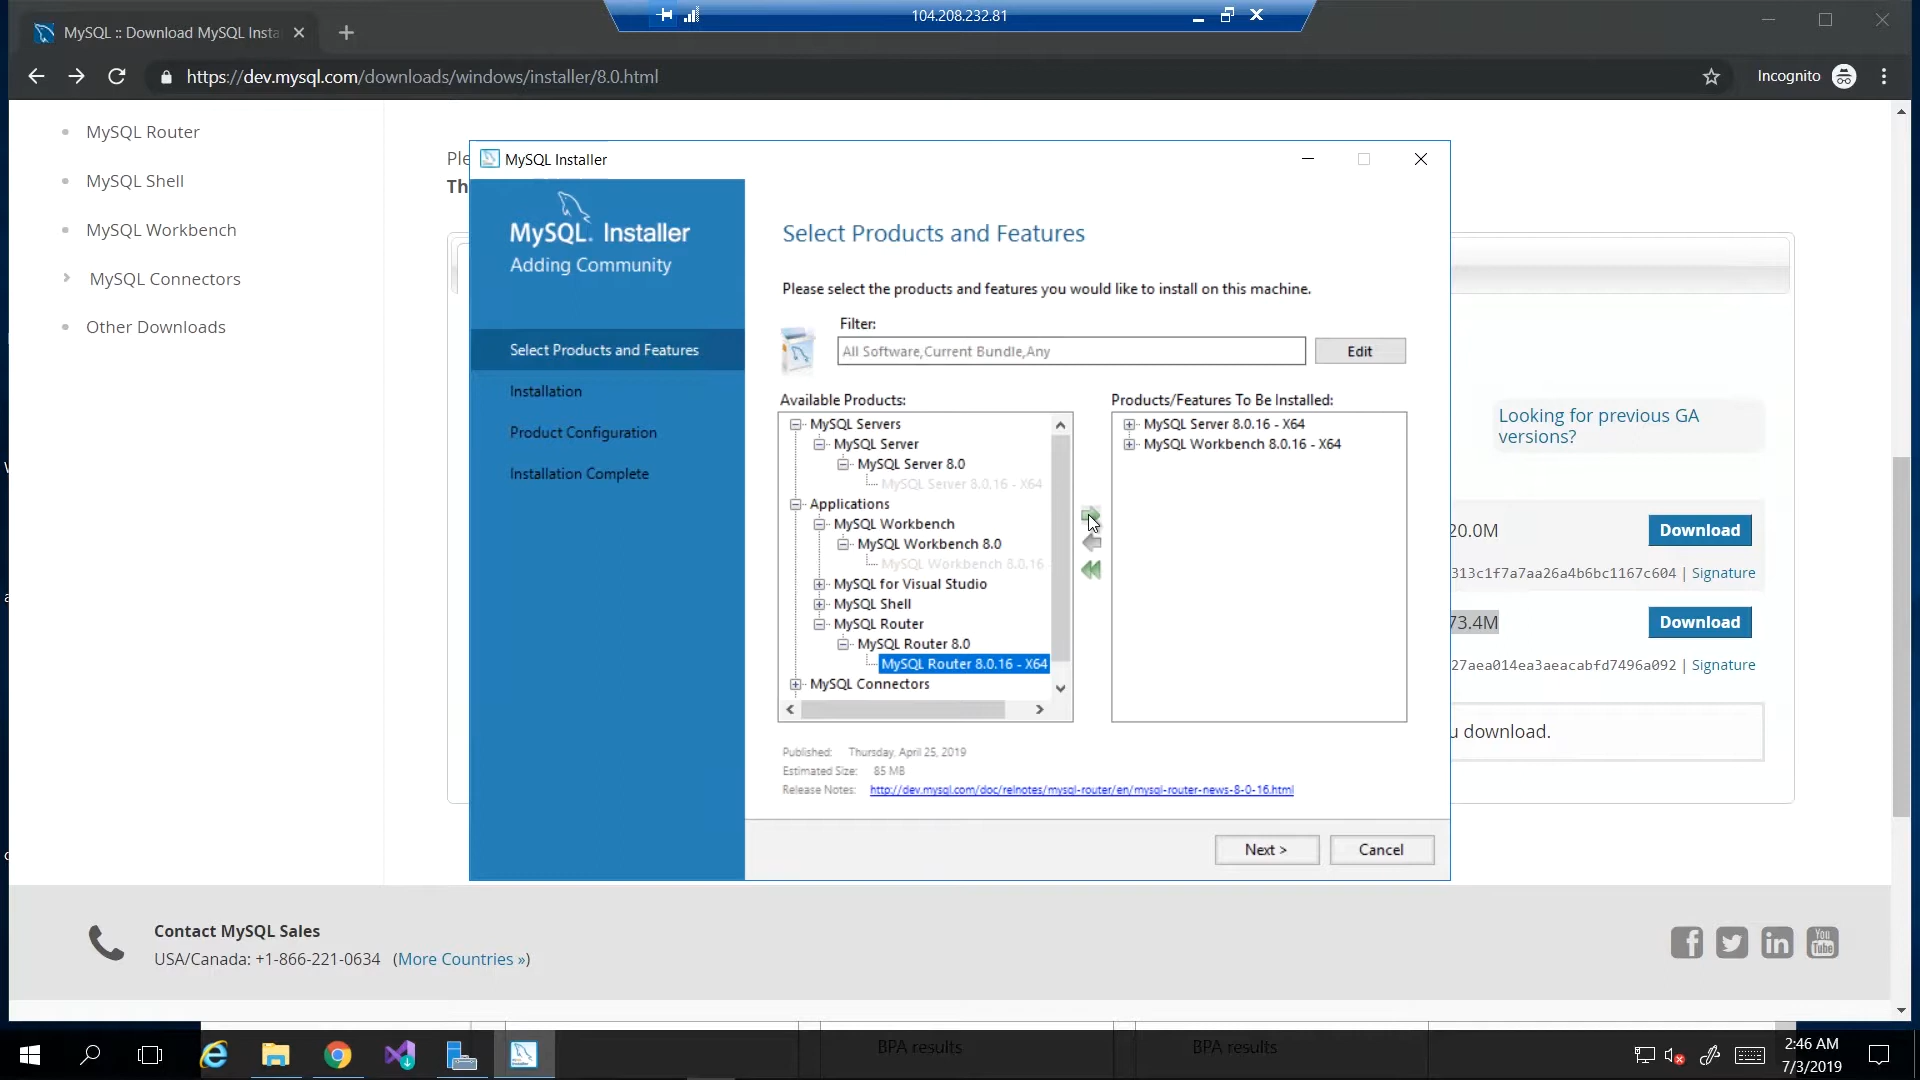 104.208.232.81
MySQL :: Download MySQL Insta
https://dev.mysql.com/downloads/windows/installer/8.0.html
Incognito
MySQL Router
MySQL Shell
MySQL Workbench
MySQL Connectors
Other Downloads
Ple
Th
MySQL Installer
MySQL. Installer
Adding Community
Select Products and Features
Installation
Product Configuration
Installation Complete
Select Products and Features
Please select the products and features you would like to install on this machine.
Filter:
All Software,Current Bundle,Any
Edit
Available Products:
MySQL Servers
MySQL Server
MySQL Server 8.0
MySQL Server 8.0.16 - X64
Applications
MySQL Workbench
MySQL Workbench 8.0
MySQL Workbench 8.0.16
MySQL for Visual Studio
MySQL Shell
MySQL Router
MySQL Router 8.0
MySQL Router 8.0.16 - X64
MySQL Connectors
Products/Features To Be Installed:
MySQL Server 8.0.16 - X64
MySQL Workbench 8.0.16 - X64
Published: Thursday, April 25, 2019
Estimated Size: 85 MB
Release Notes: http://dev.mysql.com/doc/relnotes/mysql-router/en/mysql-router-news-8-0-16.html
Next >
Cancel
Looking for previous GA
versions?
20.0M
Download
313c1f7a7aa26a4b6bc1167c604 | Signature
73.4M
Download
27aea014ea3aeacabfd7496a092 | Signature
u download.
Contact MySQL Sales
USA/Canada: +1-866-221-0634 (More Countries »)
You
Tube
BPA results
BPA results
2:46 AM
7/3/2019